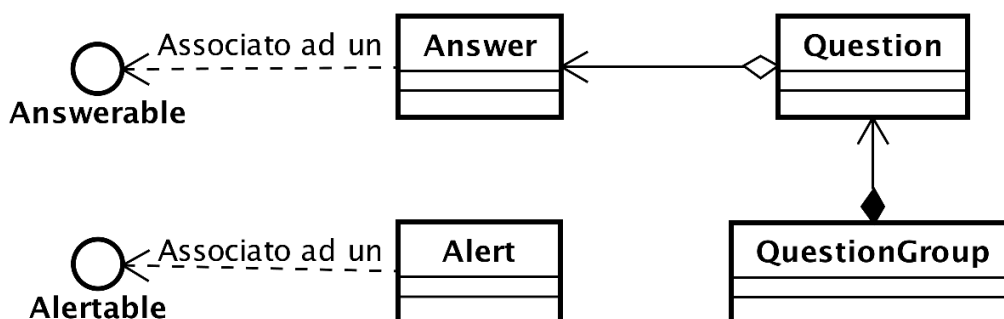 Associato ad un
Answer
Question
Answerable
Associato ad un
Alert
QuestionGroup
Alertable